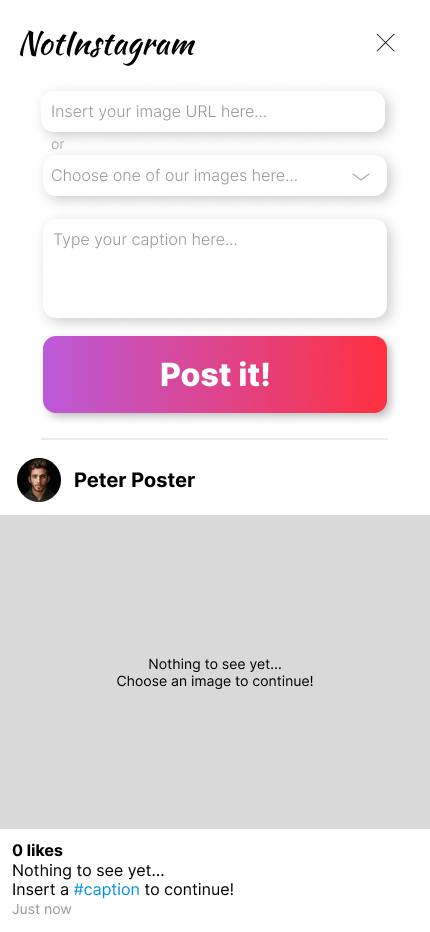 NotInstagram
Insert your image URL here...
or
Choose one of our images here...
Type your caption here...
Post it!
Peter Poster
Nothing to see yet...
Choose an image to continue!
0 likes
Nothing to see yet...
Insert a #caption to continue!
Just now